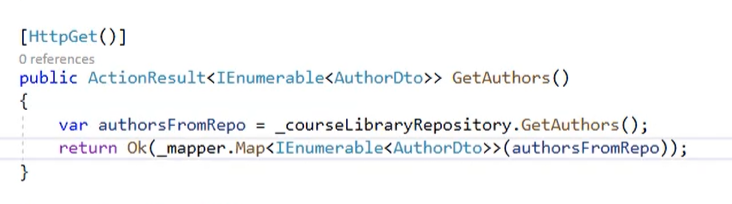 [HttpGet()]
0 references
public ActionResult<IEnumerable<AuthorDto>> GetAuthors()
{
    var authorsFromRepo = _courseLibraryRepository.GetAuthors();
    return Ok(_mapper.Map<IEnumerable<AuthorDto>>(authorsFromRepo));
}